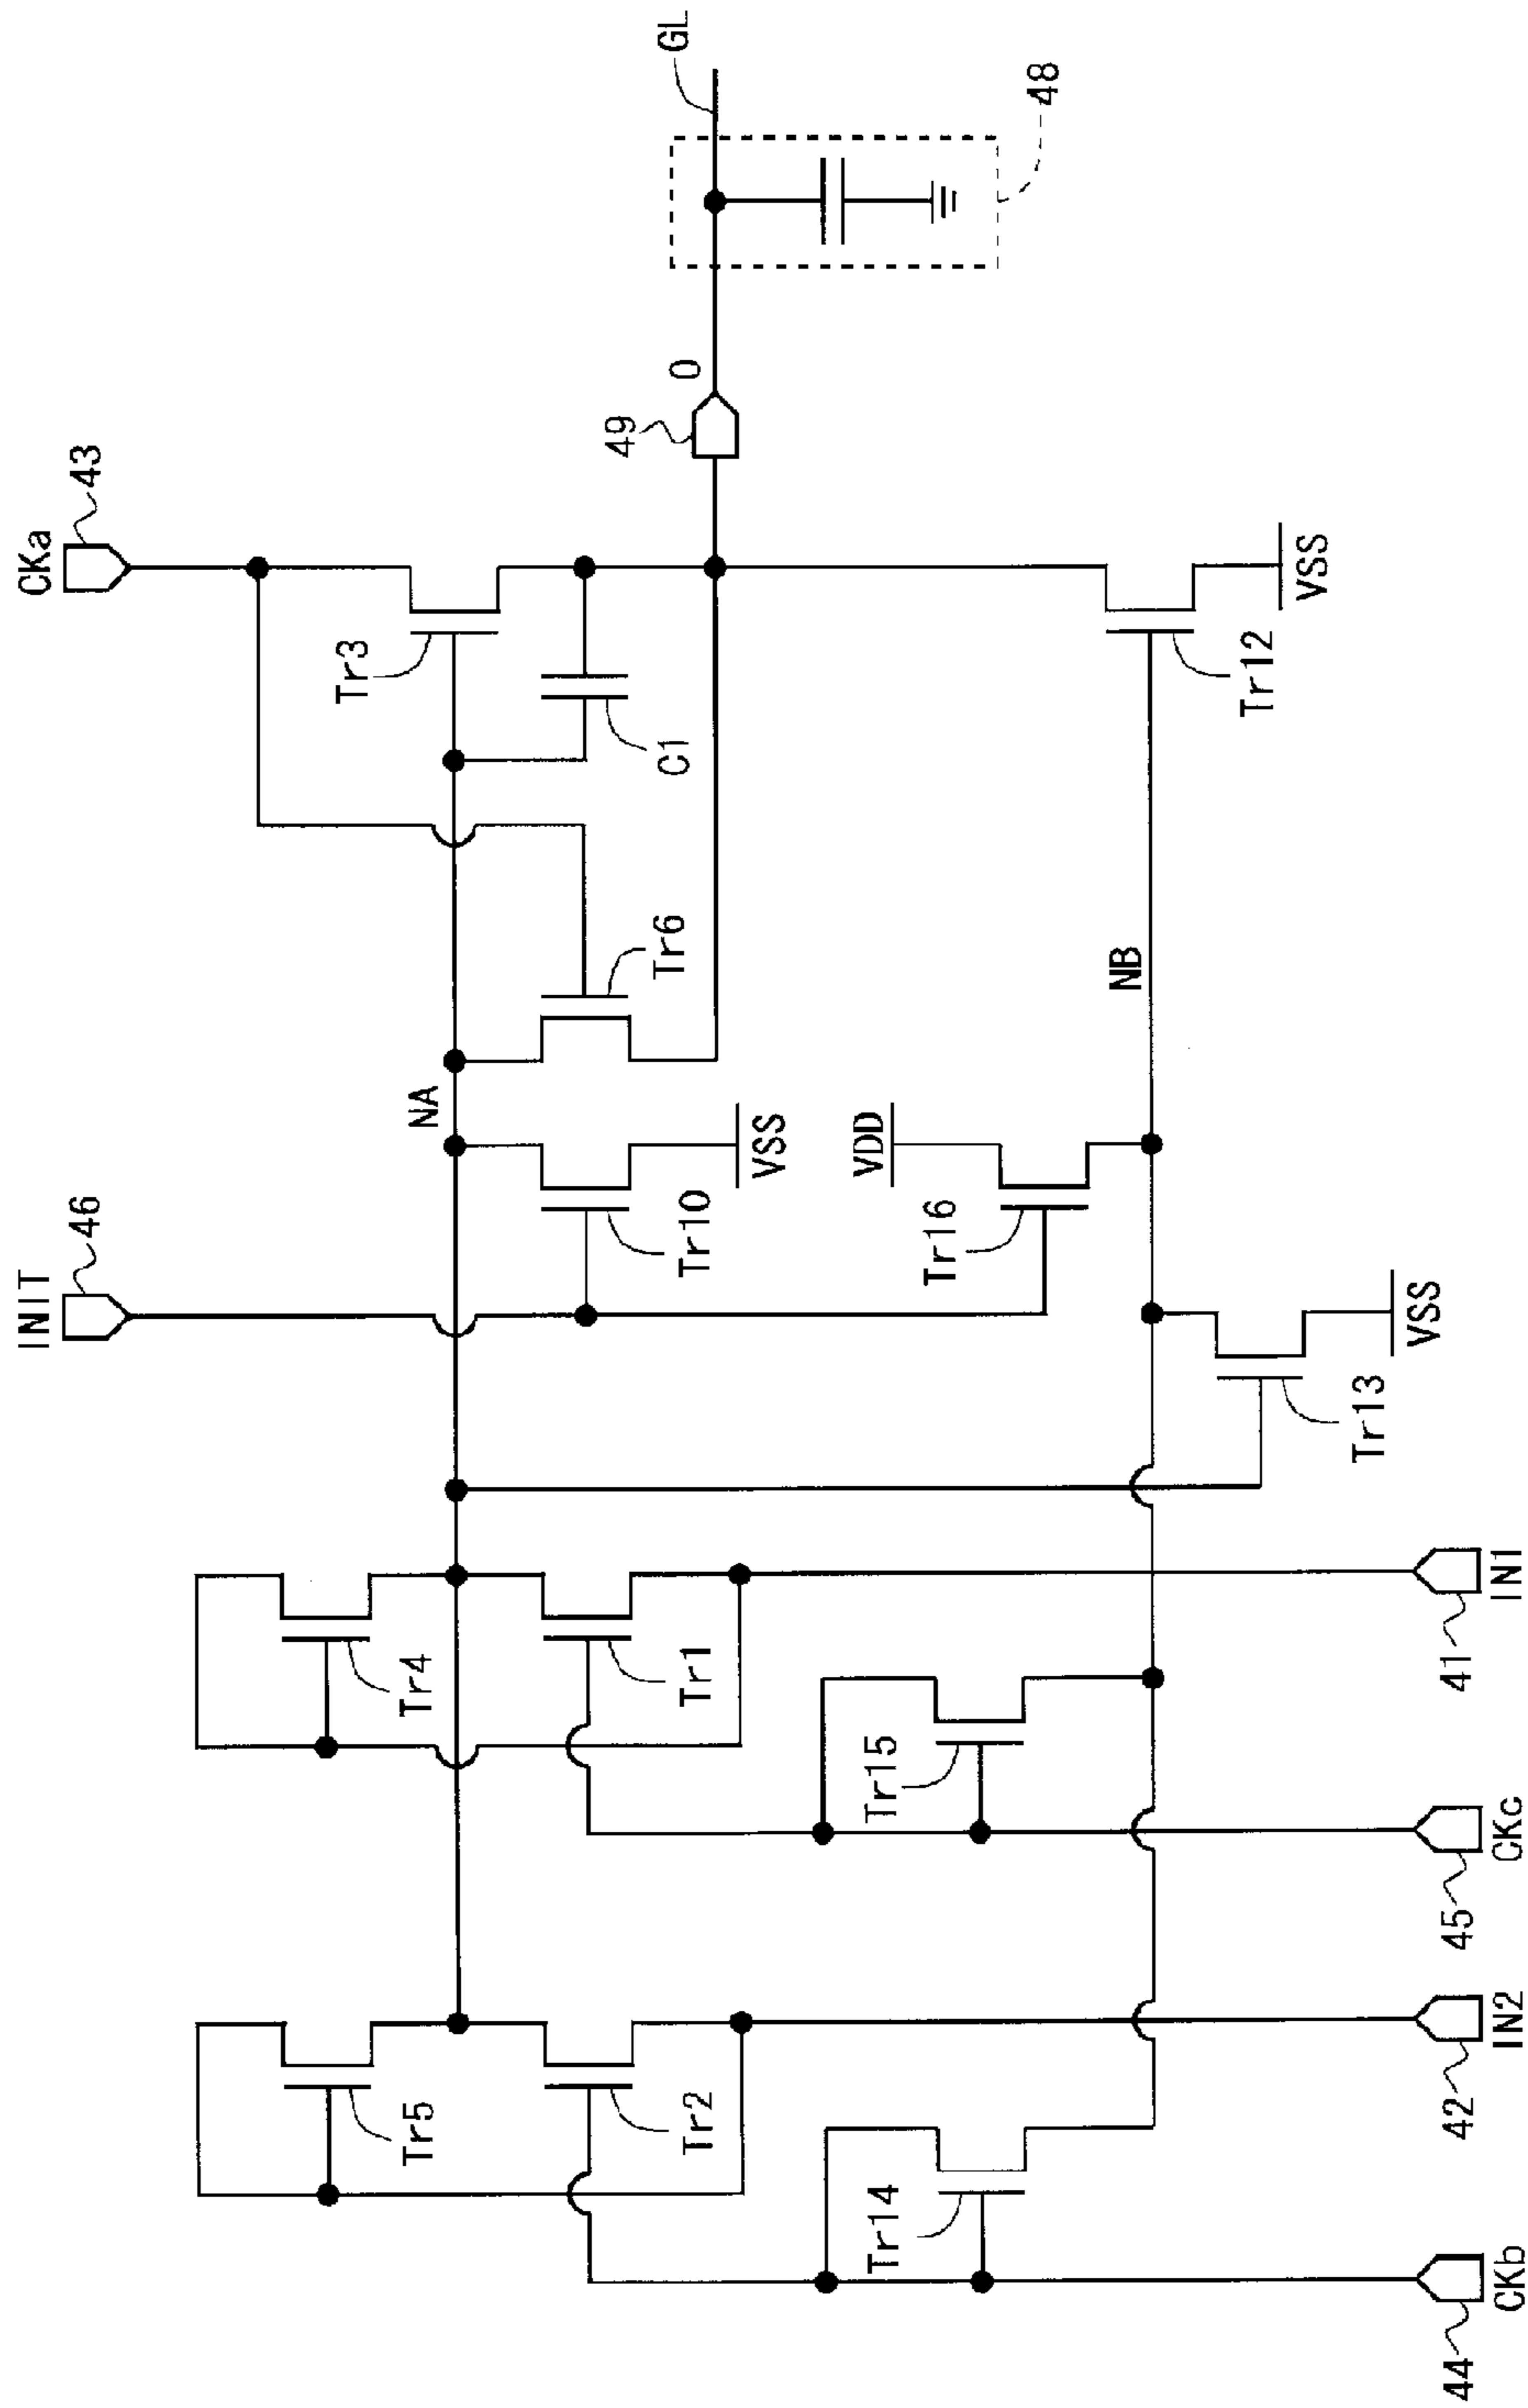 CKa
43
INIT
46
Tr3
C1
Tr6
NA
Tr10
VSS
49
O
GL
48
VDD
Tr16
NB
Tr12
VSS
Tr13
VSS
Tr4
Tr1
Tr15
Tr5
Tr2
Tr14
41
IN1
45
CKc
42
IN2
44
CKb